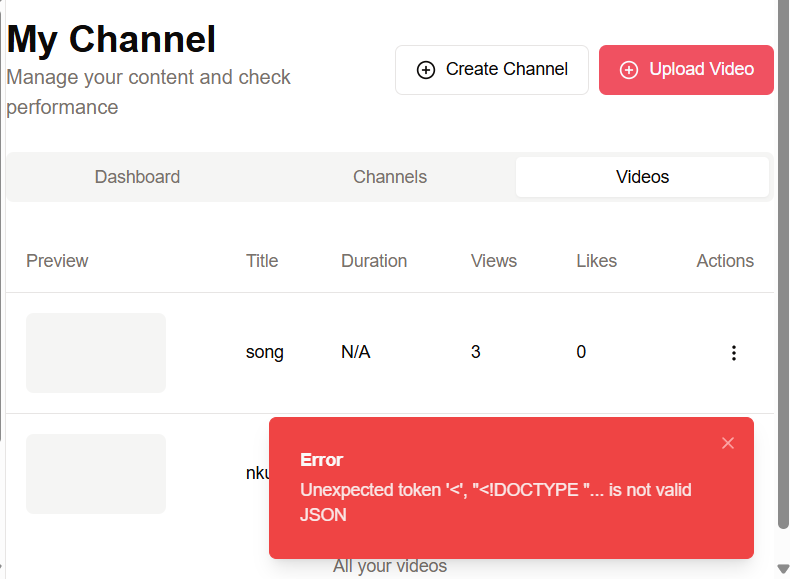 My Channel
Manage your content and check
performance
Create Channel
Upload Video
Dashboard Channels Videos
Preview Title Duration Views Likes Actions
song N/A 3 0
Error
nku
Unexpected token '<', "<!DOCTYPE "... is not valid
JSON
All your videos